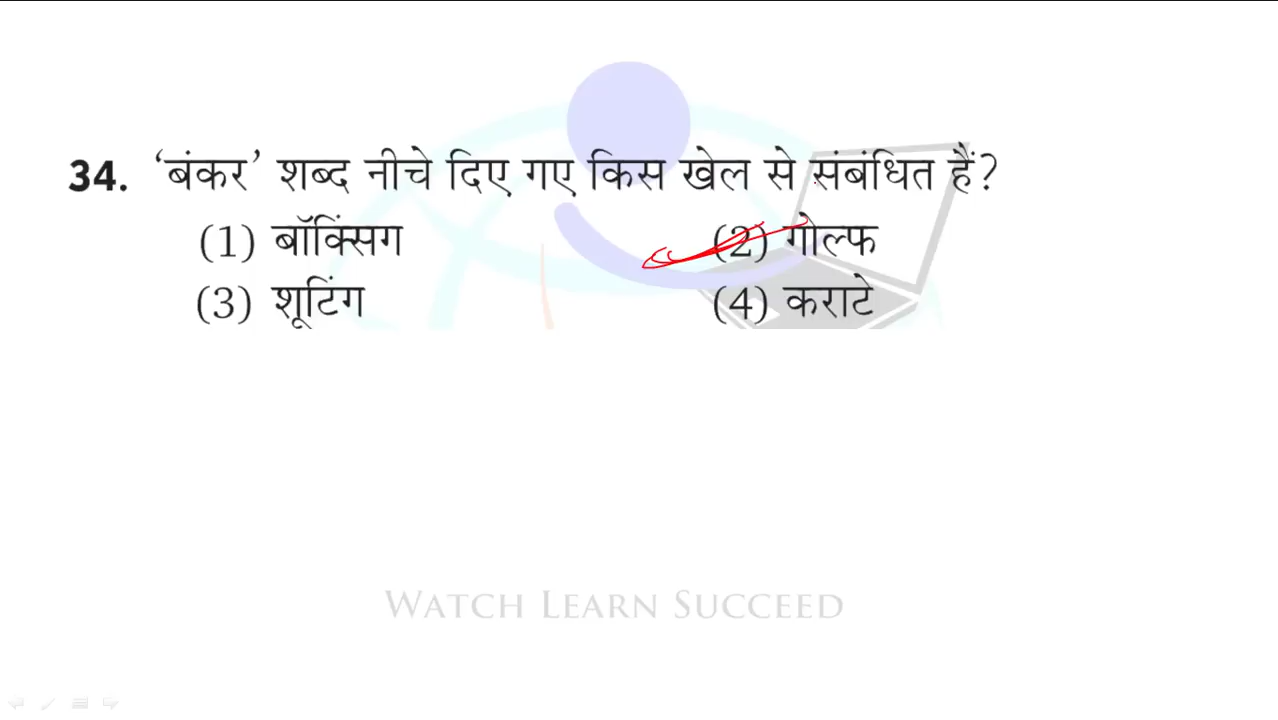 34. ‘बंकर’ शब्द नीचे दिए गए किस खेल से संबंधित हैं?
(1) बॉक्सिंग (2) गोल्फ
(3) शूटिंग (4) कराटे
WATCH LEARN SUCCEED